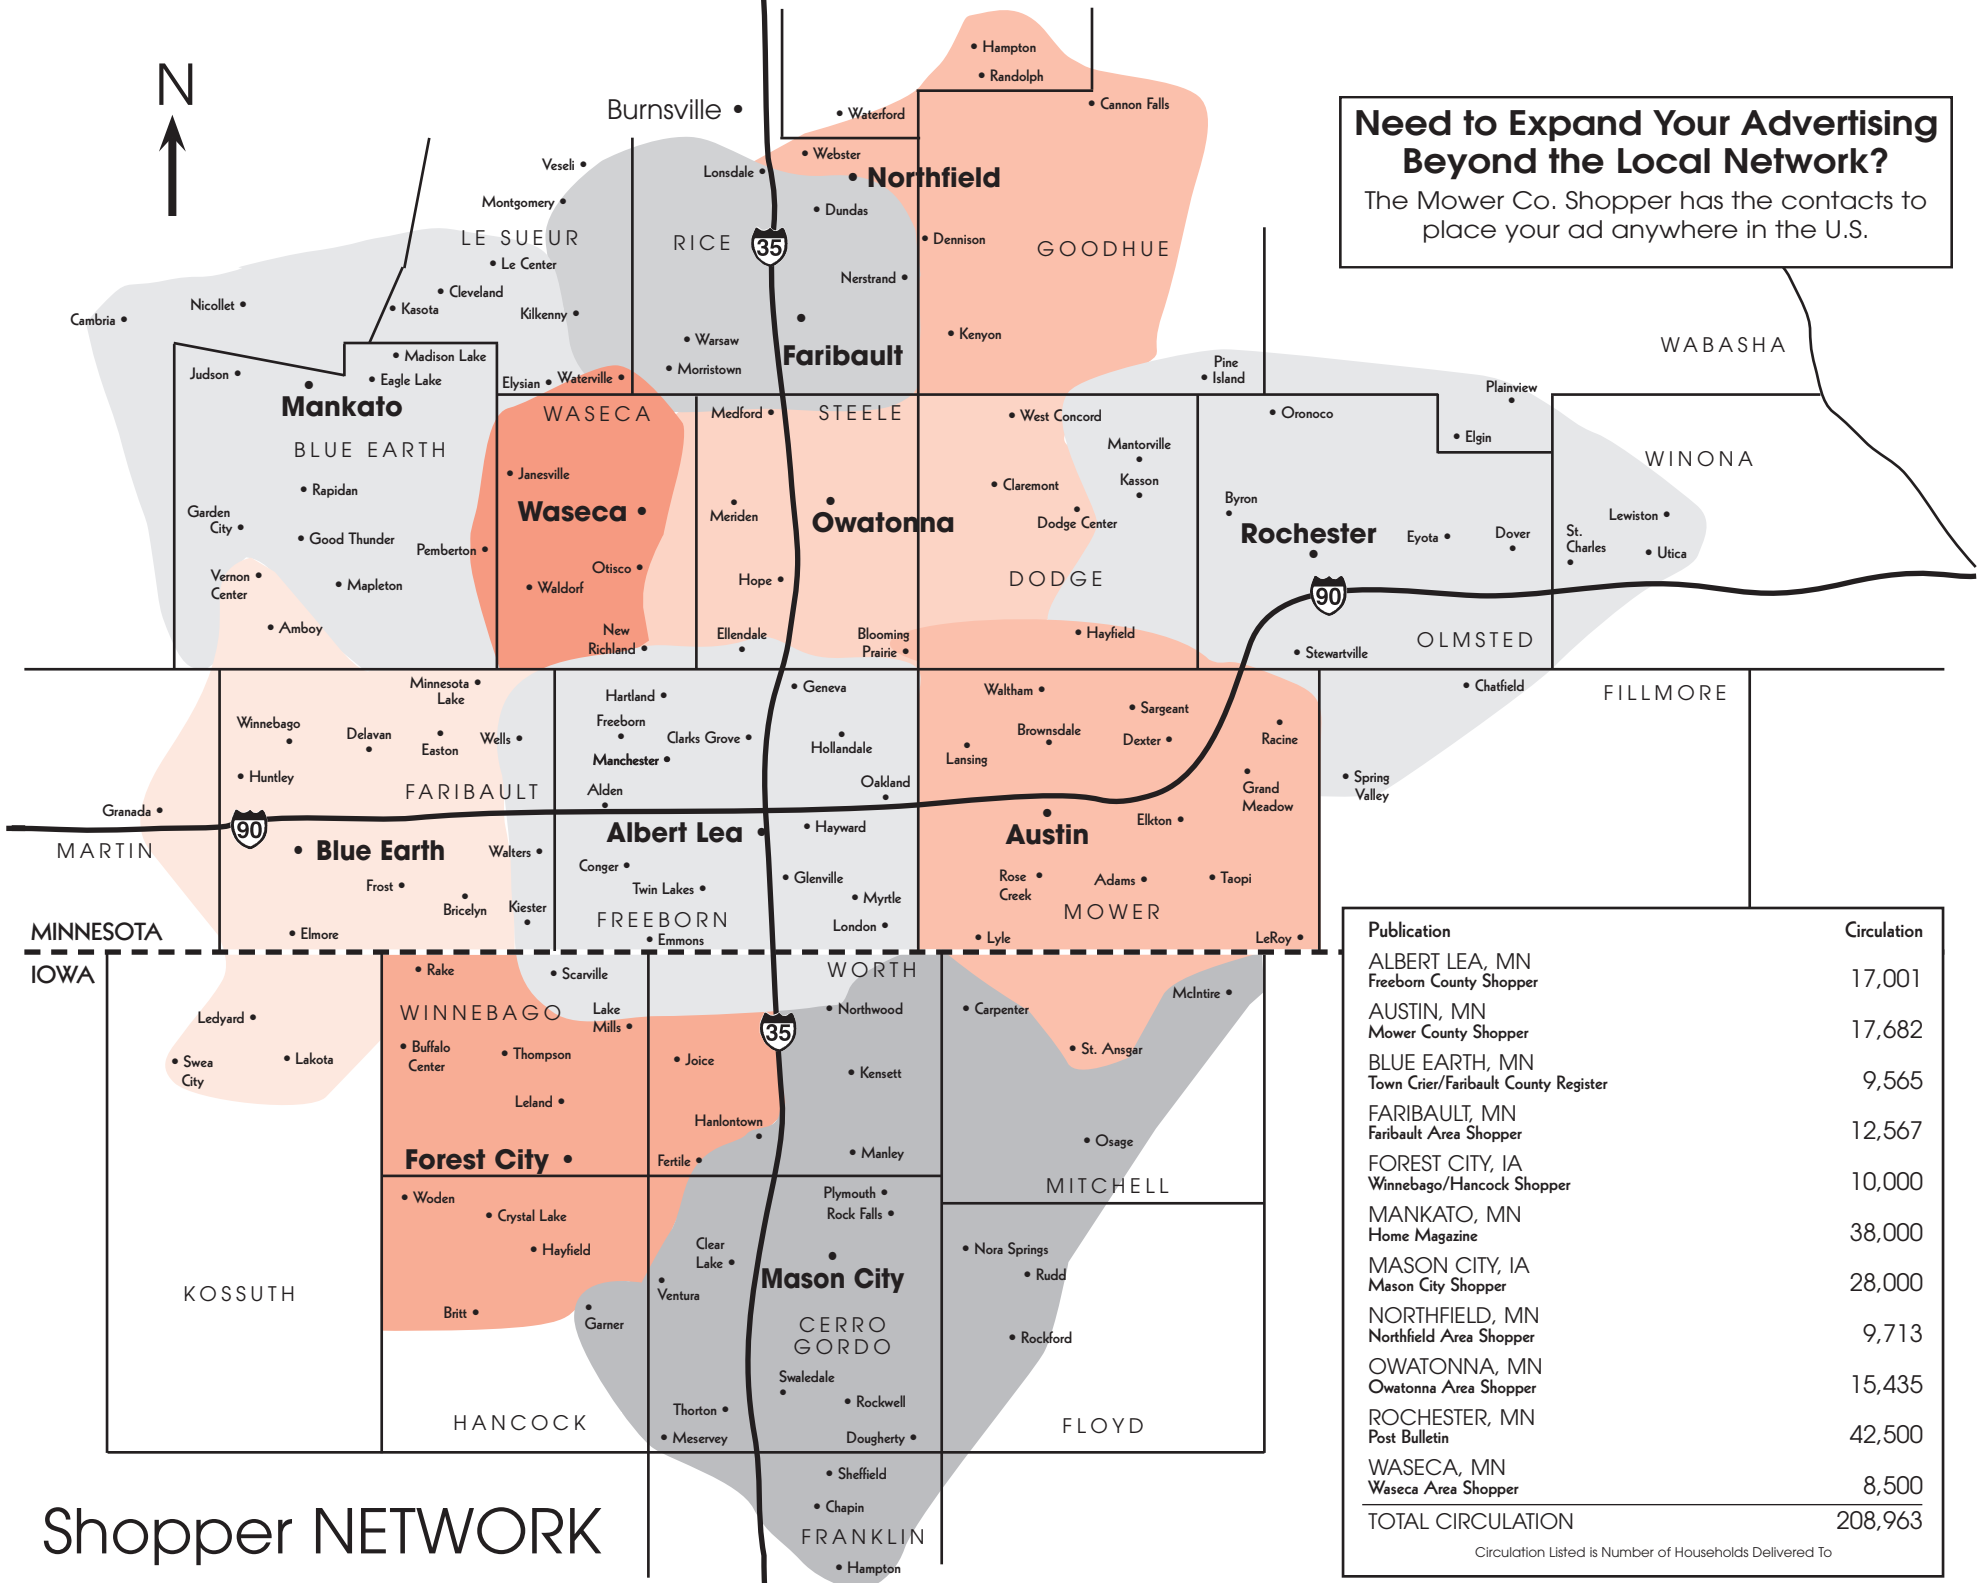 N
Burnsville
Hampton
Randolph
Cannon Falls
Waterford
Webster
Northfield
Veseli
Lonsdale
Montgomery
Dundas
LE SUEUR
RICE
35
Dennison
GOODHUE
Le Center
Nerstrand
Cleveland
Nicollet
Kasota
Kilkenny
Cambria
Warsaw
Kenyon
Faribault
Madison Lake
Judson
Eagle Lake
Morristown
Elysian
Waterville
Pine
Island
Plainview
WABASHA
Need to Expand Your Advertising
Beyond the Local Network?
The Mower Co. Shopper has the contacts to
place your ad anywhere in the U.S.
Mankato
WASECA
Medford
STEELE
West Concord
Oronoco
Elgin
BLUE EARTH
Mantorville
WINONA
Janesville
Kasson
Claremont
Rapidan
Byron
Garden
City
Waseca
Meriden
Owatonna
Dodge Center
Rochester
Lewiston
Good Thunder
Pemberton
Eyota
Dover
St.
Charles
Utica
Vernon
Center
Mapleton
Otisco
Waldorf
Hope
DODGE
90
Amboy
New
Richland
Ellendale
Blooming
Prairie
Hayfield
Stewartville
OLMSTED
Minnesota
Lake
Hartland
Geneva
Waltham
Chatfield
FILLMORE
Winnebago
Delavan
Easton
Wells
Freeborn
Clarks Grove
Hollandale
Manchester
Sargeant
Brownsdale
Dexter
Lansing
Racine
Huntley
FARIBAULT
Alden
Oakland
Grand
Meadow
Spring
Valley
Granada
90
MARTIN
Blue Earth
Walters
Albert Lea
Hayward
Austin
Elkton
Conger
Frost
Twin Lakes
Glenville
Rose
Creek
Adams
Taopi
Bricelyn
Kiester
Myrtle
MOWER
FREEBORN
London
Elmore
Emmons
Lyle
LeRoy
MINNESOTA
IOWA
Rake
Scarville
WORTH
WINNEBAGO
Lake
Mills
Northwood
Carpenter
McIntire
Ledyard
35
Buffalo
Center
Thompson
Joice
St. Ansgar
Swea
City
Lakota
Kensett
Leland
Hanlontown
Osage
Forest City
Fertile
Manley
MITCHELL
Woden
Plymouth
Crystal Lake
Rock Falls
Hayfield
Clear
Lake
Nora Springs
Mason City
Rudd
KOSSUTH
Ventura
Britt
Garner
CERRO
GORDO
Rockford
Swaledale
Rockwell
Thorton
HANCOCK
Meservey
Dougherty
FLOYD
Sheffield
Chapin
FRANKLIN
Hampton
Shopper NETWORK
Publication Circulation
ALBERT LEA, MN
Freeborn County Shopper 17,001
AUSTIN, MN
Mower County Shopper 17,682
BLUE EARTH, MN
Town Crier/Faribault County Register 9,565
FARIBAULT, MN
Faribault Area Shopper 12,567
FOREST CITY, IA
Winnebago/Hancock Shopper 10,000
MANKATO, MN
Home Magazine 38,000
MASON CITY, IA
Mason City Shopper 28,000
NORTHFIELD, MN
Northfield Area Shopper 9,713
OWATONNA, MN
Owatonna Area Shopper 15,435
ROCHESTER, MN
Post Bulletin 42,500
WASECA, MN
Waseca Area Shopper 8,500
TOTAL CIRCULATION 208,963
Circulation Listed is Number of Households Delivered To